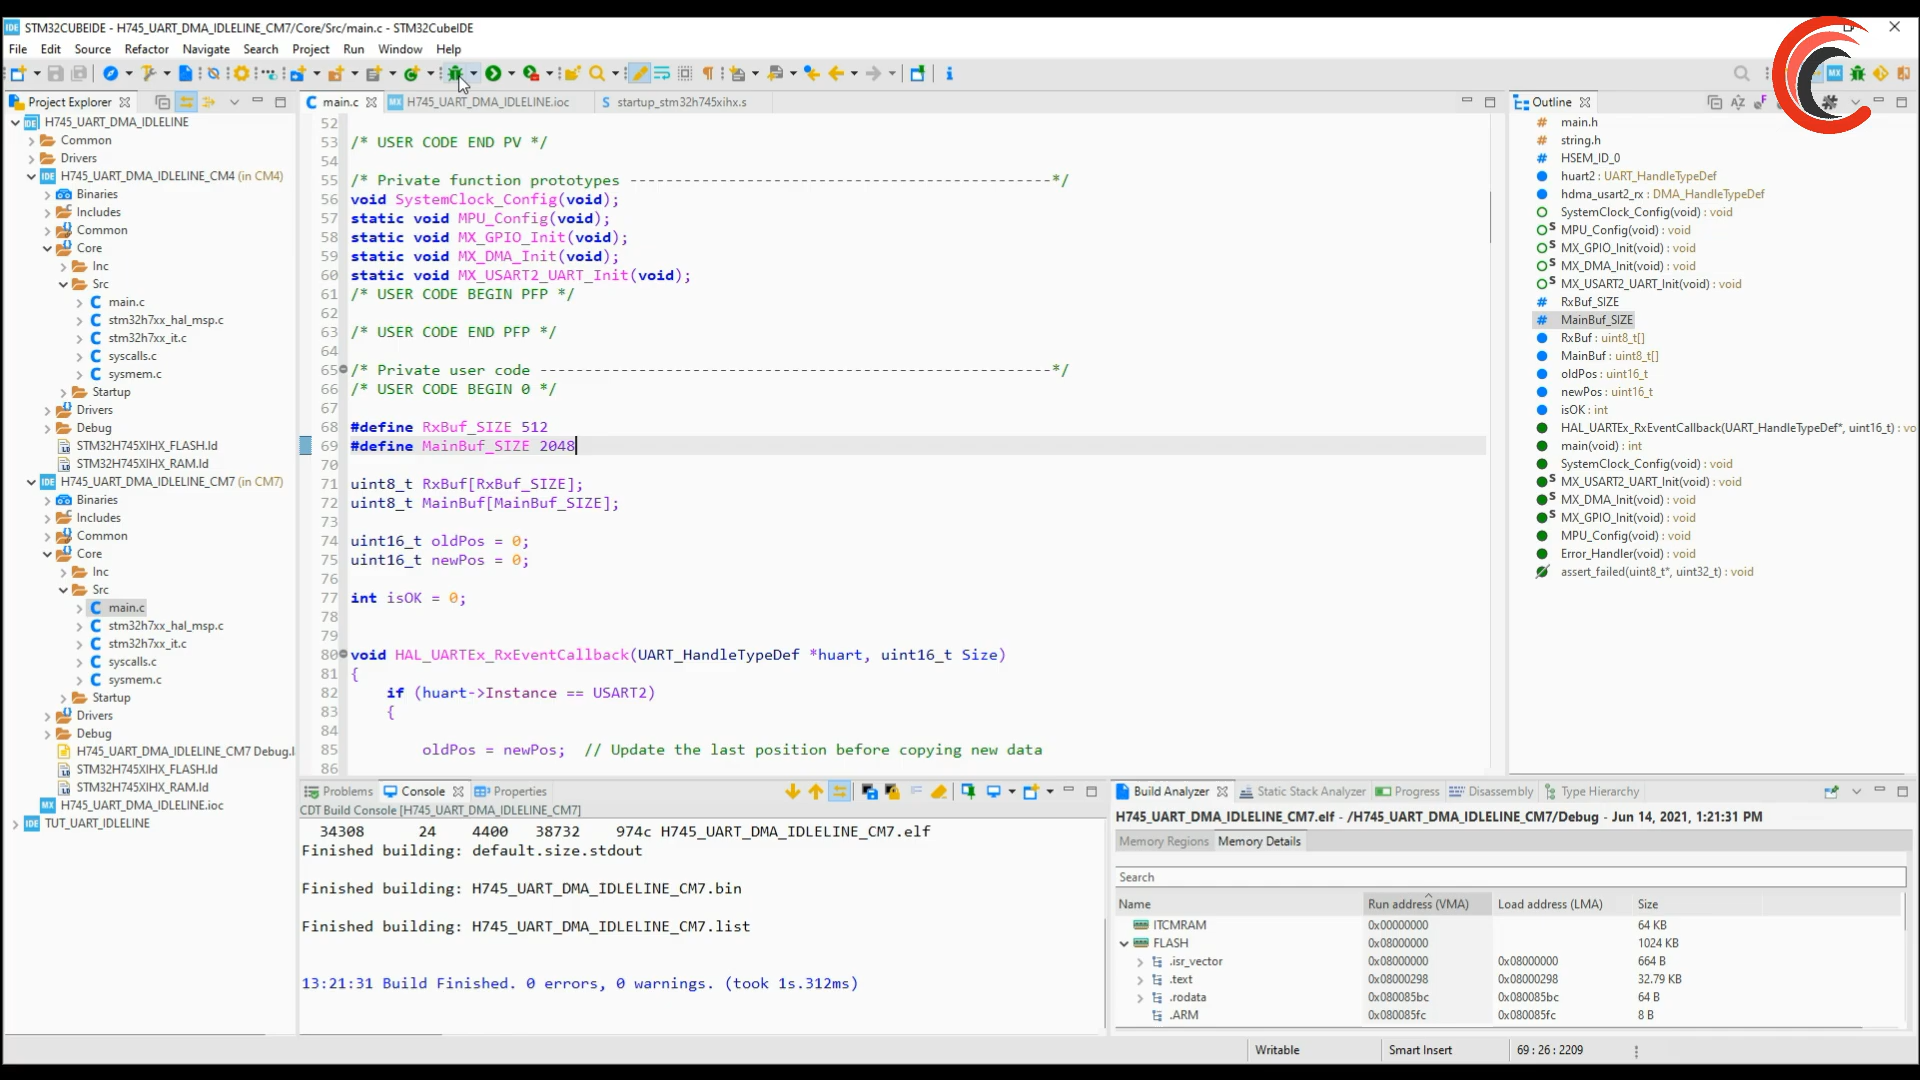 STM32CUBEIDE - H745_UART_DMA_IDLELINE_CM7/Core/Src/main.c - STM32CubeIDE
File Edit Source Refactor Navigate Search Project Run Window Help
Project Explorer
H745_UART_DMA_IDLELINE
Common
Drivers
H745_UART_DMA_IDLELINE_CM4 (in CM4)
Binaries
Includes
Common
Core
Inc
Src
main.c
stm32h7xx_hal_msp.c
stm32h7xx_it.c
syscalls.c
sysmem.c
Startup
Drivers
Debug
STM32H745XIHX_FLASH.ld
STM32H745XIHX_RAM.ld
H745_UART_DMA_IDLELINE_CM7 (in CM7)
Binaries
Includes
Common
Core
Inc
Src
main.c
stm32h7xx_hal_msp.c
stm32h7xx_it.c
syscalls.c
sysmem.c
Startup
Drivers
Debug
H745_UART_DMA_IDLELINE_CM7 Debug.l
STM32H745XIHX_FLASH.ld
STM32H745XIHX_RAM.ld
H745_UART_DMA_IDLELINE.ioc
TUT_UART_IDLELINE
main.c H745_UART_DMA_IDLELINE.ioc startup_stm32h745xihx.s
52
53 /* USER CODE END PV */
54
55 /* Private function prototypes -----------------------------------------------*/
56 void SystemClock_Config(void);
57 static void MPU_Config(void);
58 static void MX_GPIO_Init(void);
59 static void MX_DMA_Init(void);
60 static void MX_USART2_UART_Init(void);
61 /* USER CODE BEGIN PFP */
62
63 /* USER CODE END PFP */
64
65 /* Private user code ---------------------------------------------------------*/
66 /* USER CODE BEGIN 0 */
67
68 #define RxBuf_SIZE 512
69 #define MainBuf_SIZE 2048
70
71 uint8_t RxBuf[RxBuf_SIZE];
72 uint8_t MainBuf[MainBuf_SIZE];
73
74 uint16_t oldPos = 0;
75 uint16_t newPos = 0;
76
77 int isOK = 0;
78
79
80 void HAL_UARTEx_RxEventCallback(UART_HandleTypeDef *huart, uint16_t Size)
81 {
82 if (huart->Instance == USART2)
83 {
84
85 oldPos = newPos; // Update the last position before copying new data
86
Outline
main.h
string.h
HSEM_ID_0
huart2 : UART_HandleTypeDef
hdma_usart2_rx : DMA_HandleTypeDef
SystemClock_Config(void) : void
MPU_Config(void) : void
MX_GPIO_Init(void) : void
MX_DMA_Init(void) : void
MX_USART2_UART_Init(void) : void
RxBuf_SIZE
MainBuf_SIZE
RxBuf : uint8_t[]
MainBuf : uint8_t[]
oldPos : uint16_t
newPos : uint16_t
isOK : int
HAL_UARTEx_RxEventCallback(UART_HandleTypeDef*, uint16_t) : vo
main(void) : int
SystemClock_Config(void) : void
MX_USART2_UART_Init(void) : void
MX_DMA_Init(void) : void
MX_GPIO_Init(void) : void
MPU_Config(void) : void
Error_Handler(void) : void
assert_failed(uint8_t*, uint32_t) : void
Problems Console Properties
CDT Build Console [H745_UART_DMA_IDLELINE_CM7]
34308 24 4400 38732 974c H745_UART_DMA_IDLELINE_CM7.elf
Finished building: default.size.stdout
Finished building: H745_UART_DMA_IDLELINE_CM7.bin
Finished building: H745_UART_DMA_IDLELINE_CM7.list
13:21:31 Build Finished. 0 errors, 0 warnings. (took 1s.312ms)
Build Analyzer Static Stack Analyzer Progress Disassembly Type Hierarchy
H745_UART_DMA_IDLELINE_CM7.elf - /H745_UART_DMA_IDLELINE_CM7/Debug - Jun 14, 2021, 1:21:31 PM
Memory Regions Memory Details
Search
Name Run address (VMA) Load address (LMA) Size
ITCMRAM 0x00000000 64 KB
FLASH 0x08000000 1024 KB
.isr_vector 0x08000000 0x08000000 664 B
.text 0x08000298 0x08000298 32.79 KB
.rodata 0x080085bc 0x080085bc 64 B
.ARM 0x080085fc 0x080085fc 8 B
Writable Smart Insert 69 : 26 : 2209